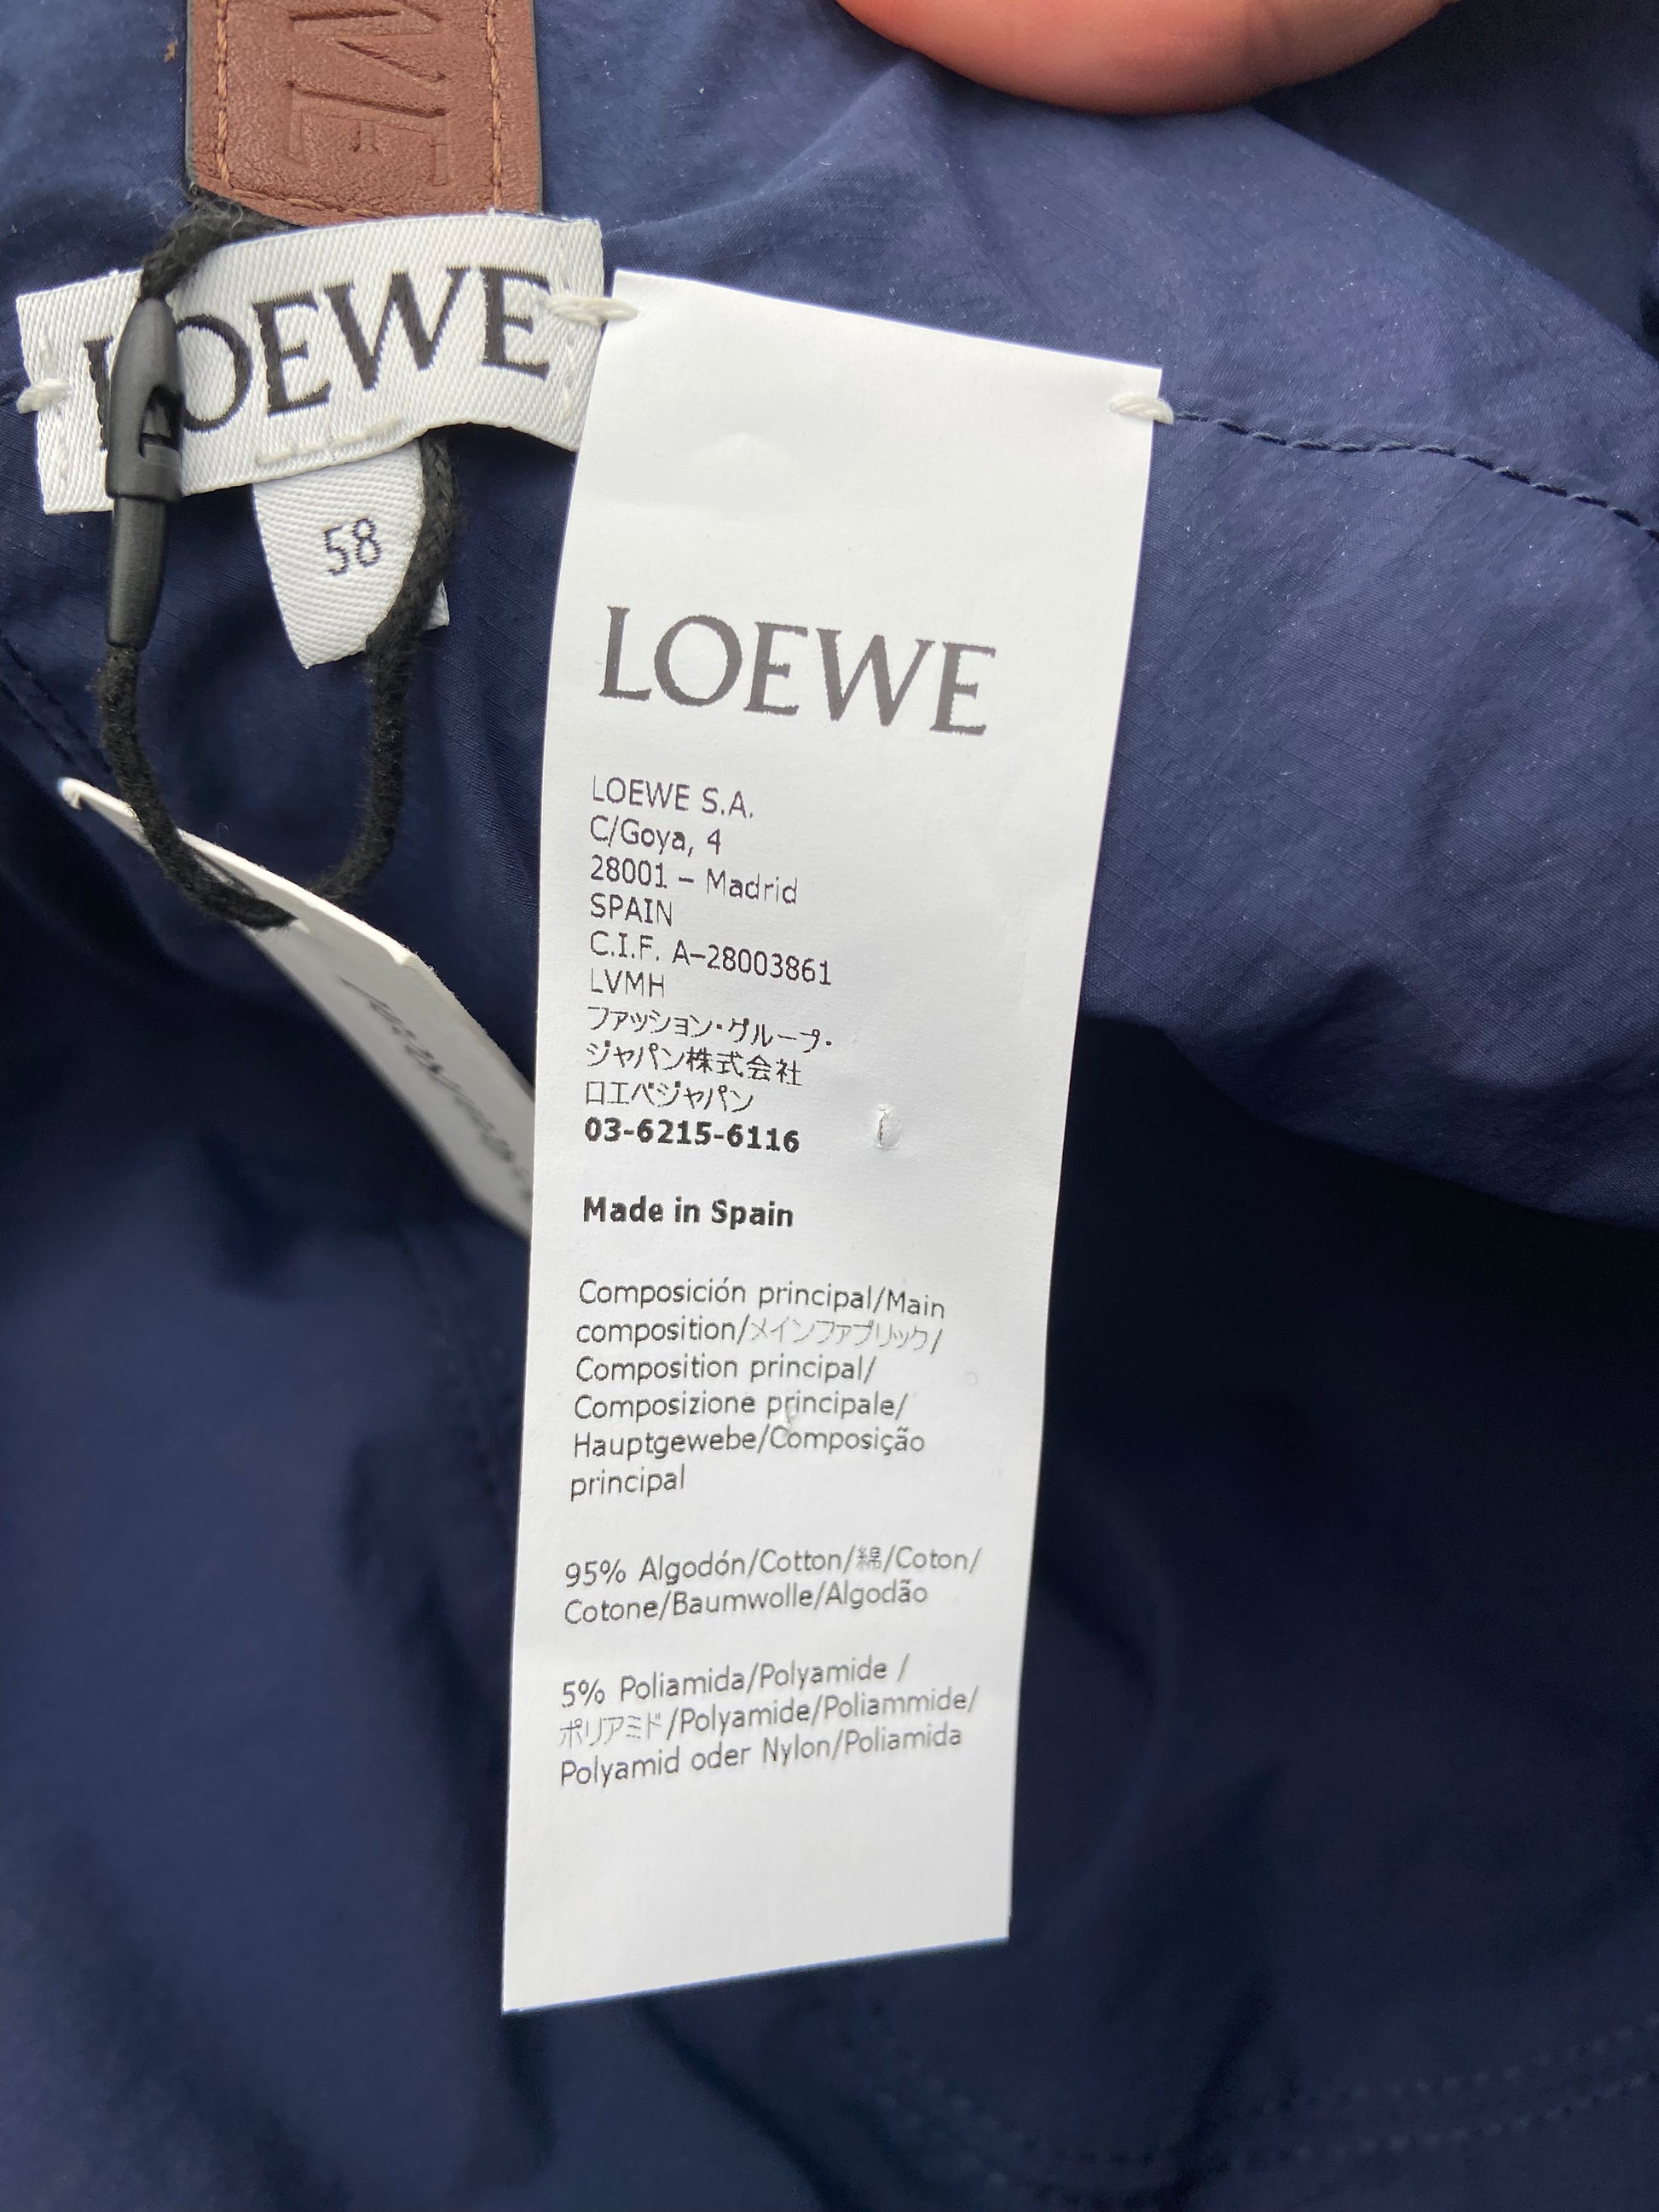 WE
LOEWE
58
LOEWE
LOEWE S.A.
C/Goya, 4
28001 – Madrid
SPAIN
C.I.F. A–28003861
LVMH
ファッション・グループ・
ジャパン株式会社
ロエベジャパン
03-6215-6116
Made in Spain
Composición principal/Main
composition/メインファブリック/
Composition principal/
Composizione principale/
Hauptgewebe/Composição
principal
95% Algodón/Cotton/綿/Coton/
Cotone/Baumwolle/Algodão
5% Poliamida/Polyamide /
ポリアミド/Polyamide/Poliammide/
Polyamid oder Nylon/Poliamida